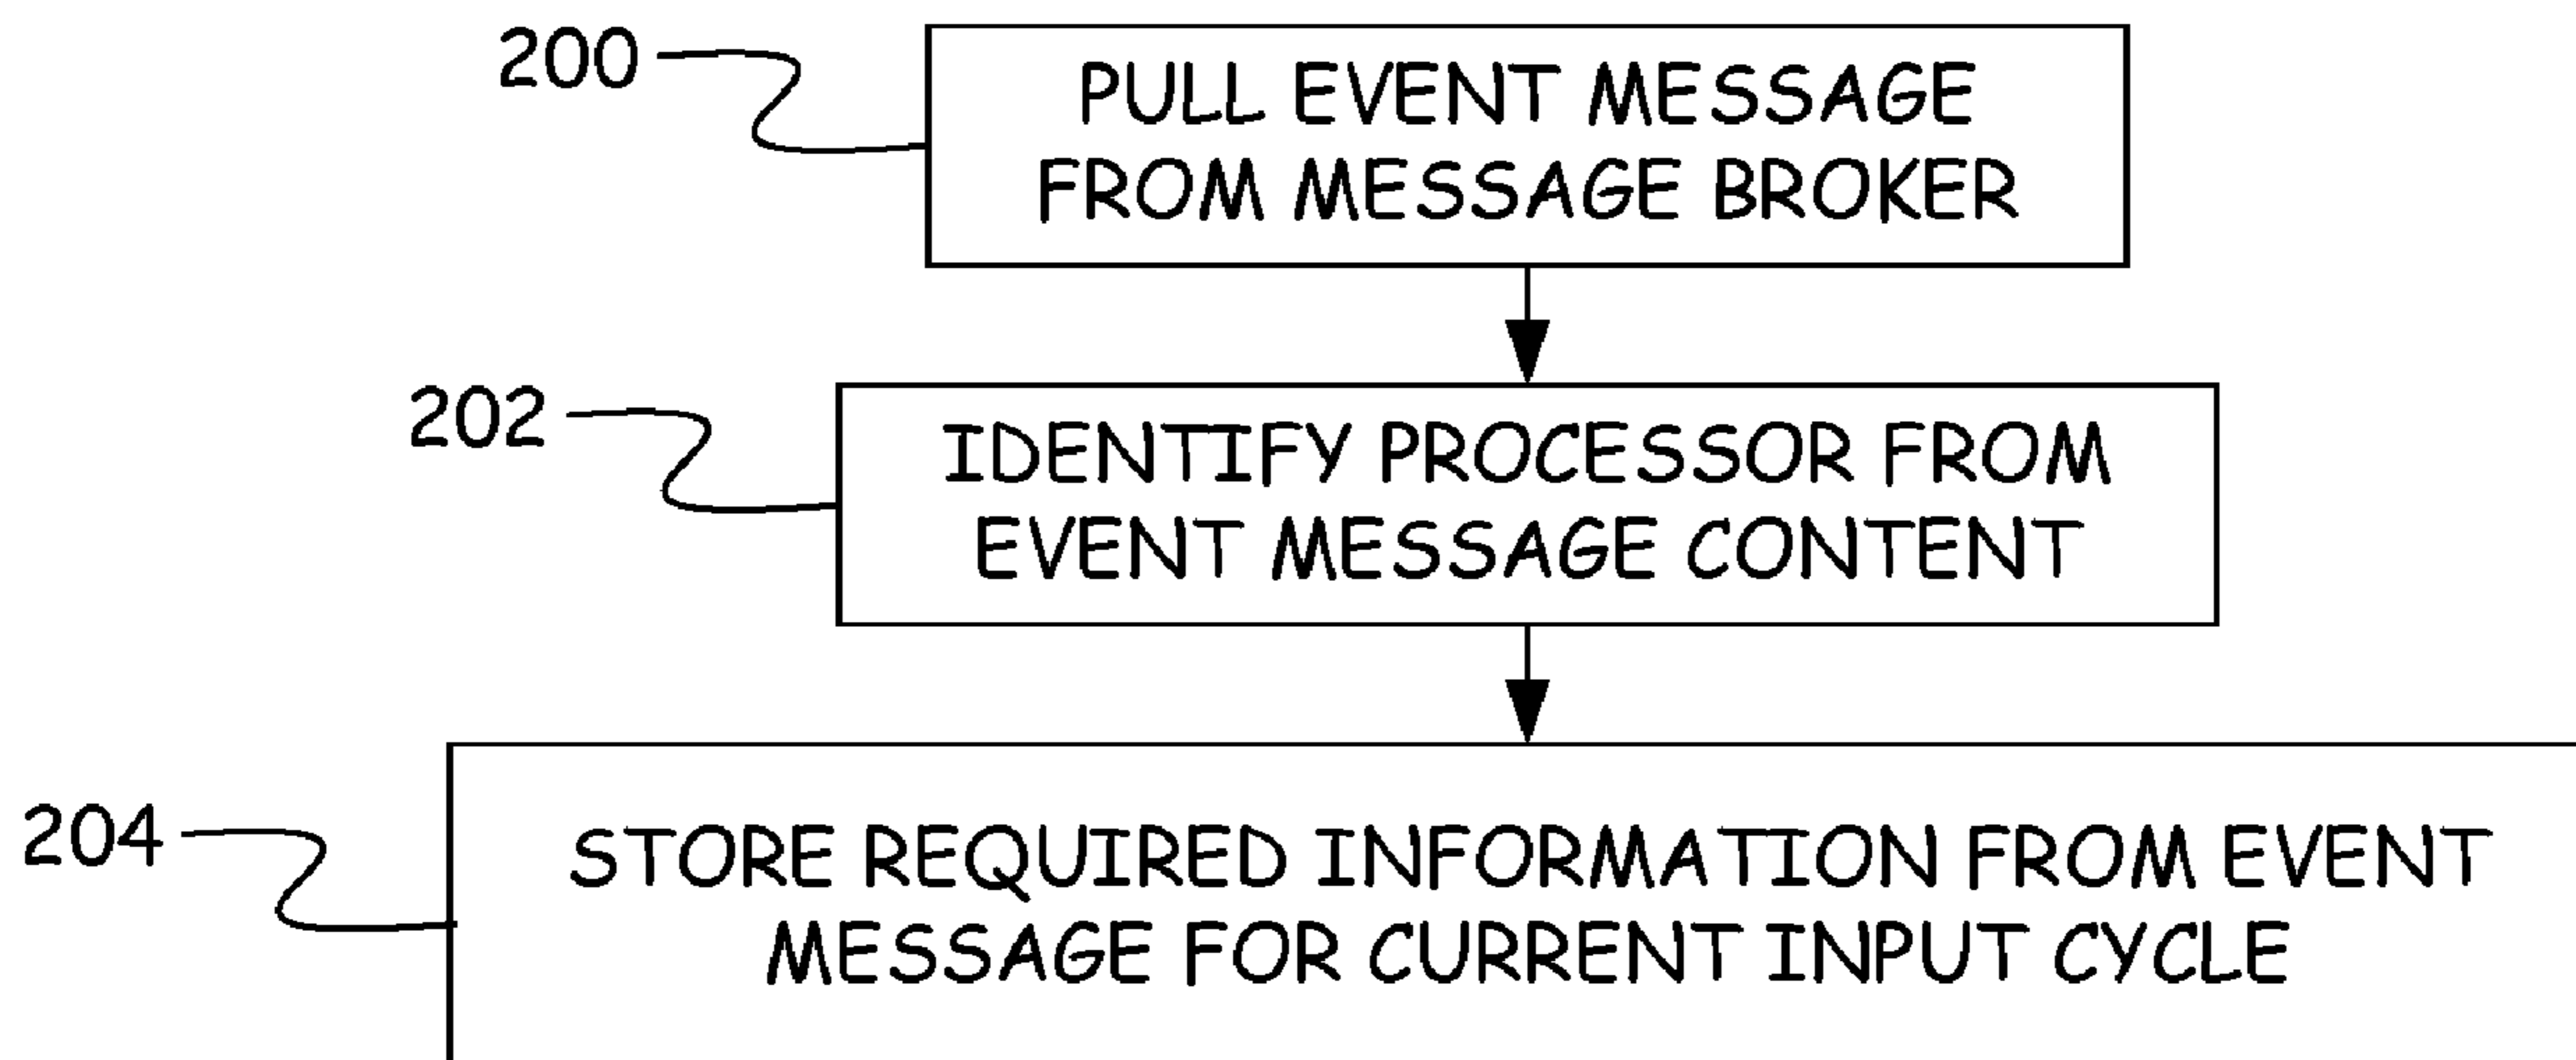 200
PULL EVENT MESSAGE
FROM MESSAGE BROKER
202
IDENTIFY PROCESSOR FROM
EVENT MESSAGE CONTENT
204
STORE REQUIRED INFORMATION FROM EVENT
MESSAGE FOR CURRENT INPUT CYCLE